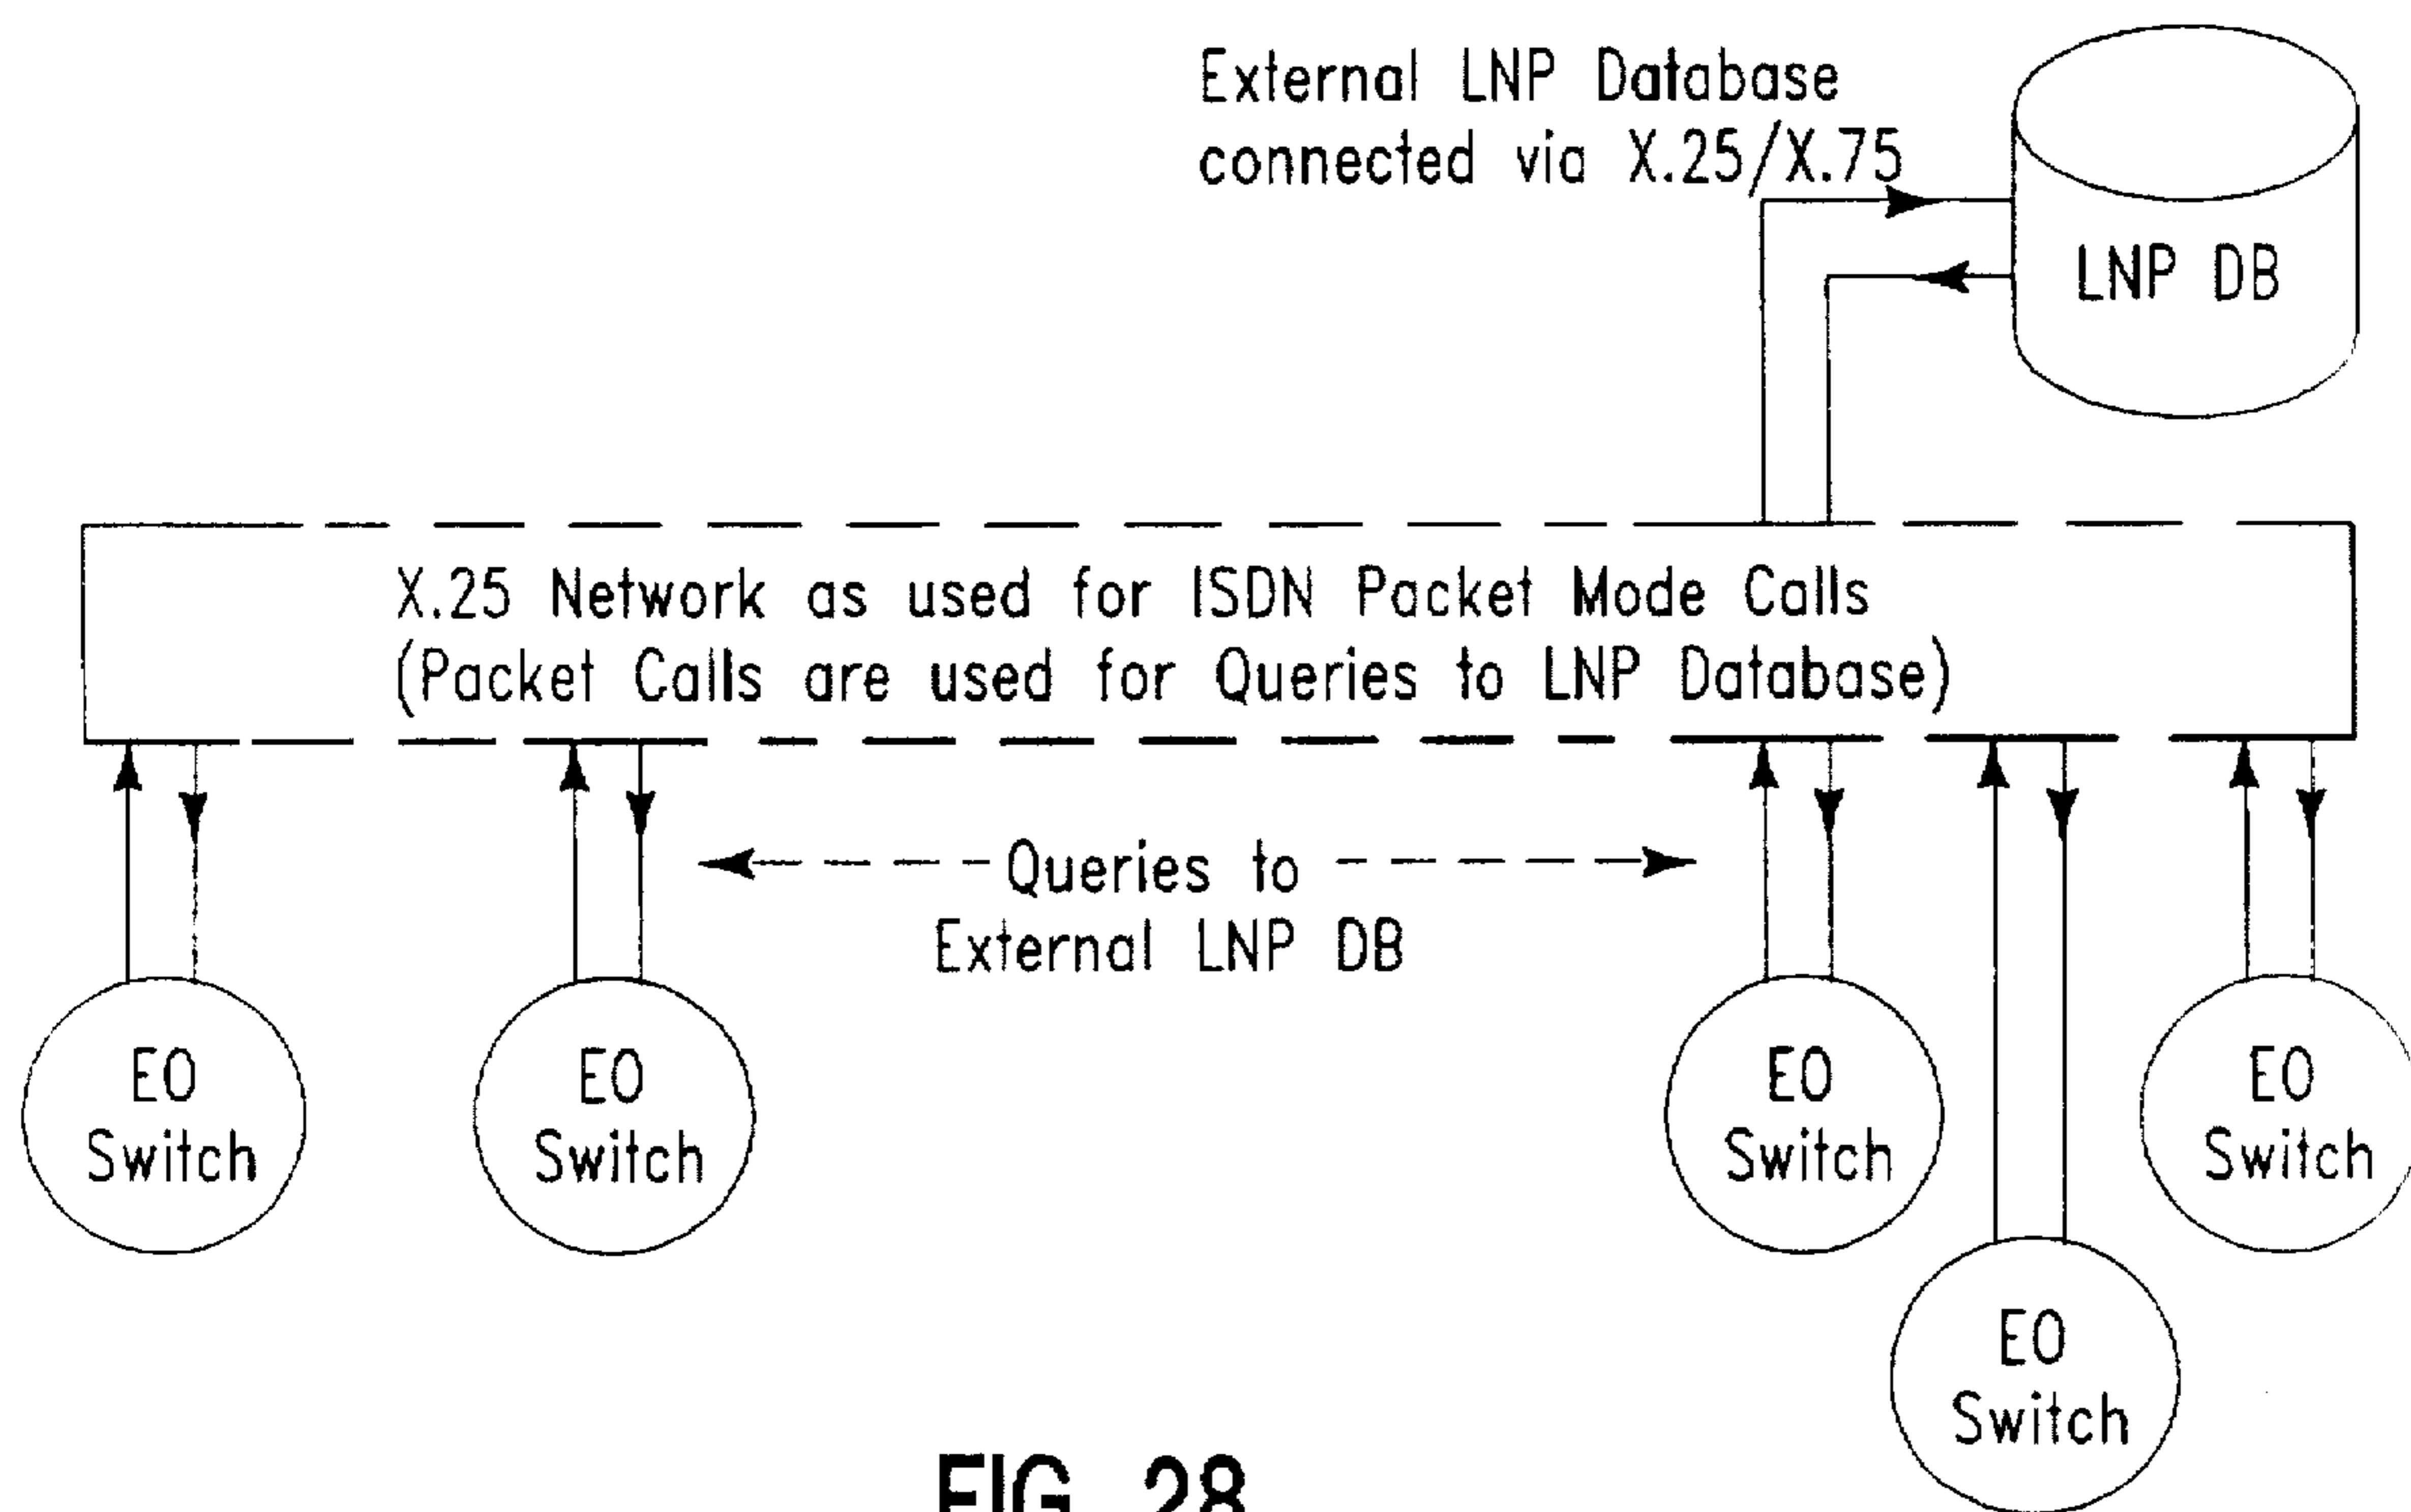 External LNP Database
connected via X.25/X.75
LNP DB
X.25 Network as used for ISDN Packet Mode Calls
(Packet Calls are used for Queries to LNP Database)
Queries to
External LNP DB
EO
Switch
EO
Switch
EO
Switch
EO
Switch
EO
Switch
FIG. 28